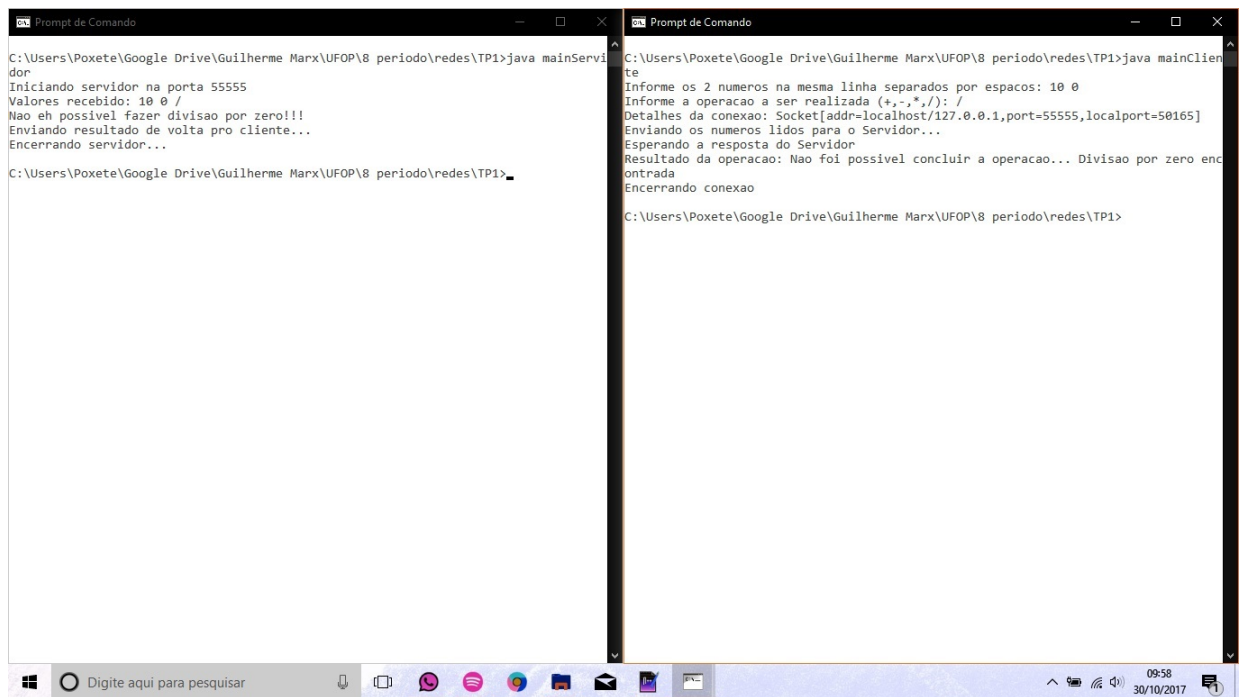 Prompt de Comando
C:\Users\Poxete\Google Drive\Guilherme Marx\UFOP\8 periodo\redes\TP1>java mainServi
dor
Iniciando servidor na porta 55555
Valores recebido: 10 0 /
Nao eh possivel fazer divisao por zero!!!
Enviando resultado de volta pro cliente...
Encerrando servidor...
C:\Users\Poxete\Google Drive\Guilherme Marx\UFOP\8 periodo\redes\TP1>
Prompt de Comando
C:\Users\Poxete\Google Drive\Guilherme Marx\UFOP\8 periodo\redes\TP1>java mainClien
te
Informe os 2 numeros na mesma linha separados por espacos: 10 0
Informe a operacao a ser realizada (+,-,*,/): /
Detalhes da conexao: Socket[addr=localhost/127.0.0.1,port=55555,localport=50165]
Enviando os numeros lidos para o Servidor...
Esperando a resposta do Servidor
Resultado da operacao: Nao foi possivel concluir a operacao... Divisao por zero enc
ontrada
Encerrando conexao
C:\Users\Poxete\Google Drive\Guilherme Marx\UFOP\8 periodo\redes\TP1>
Digite aqui para pesquisar
09:58
30/10/2017
1